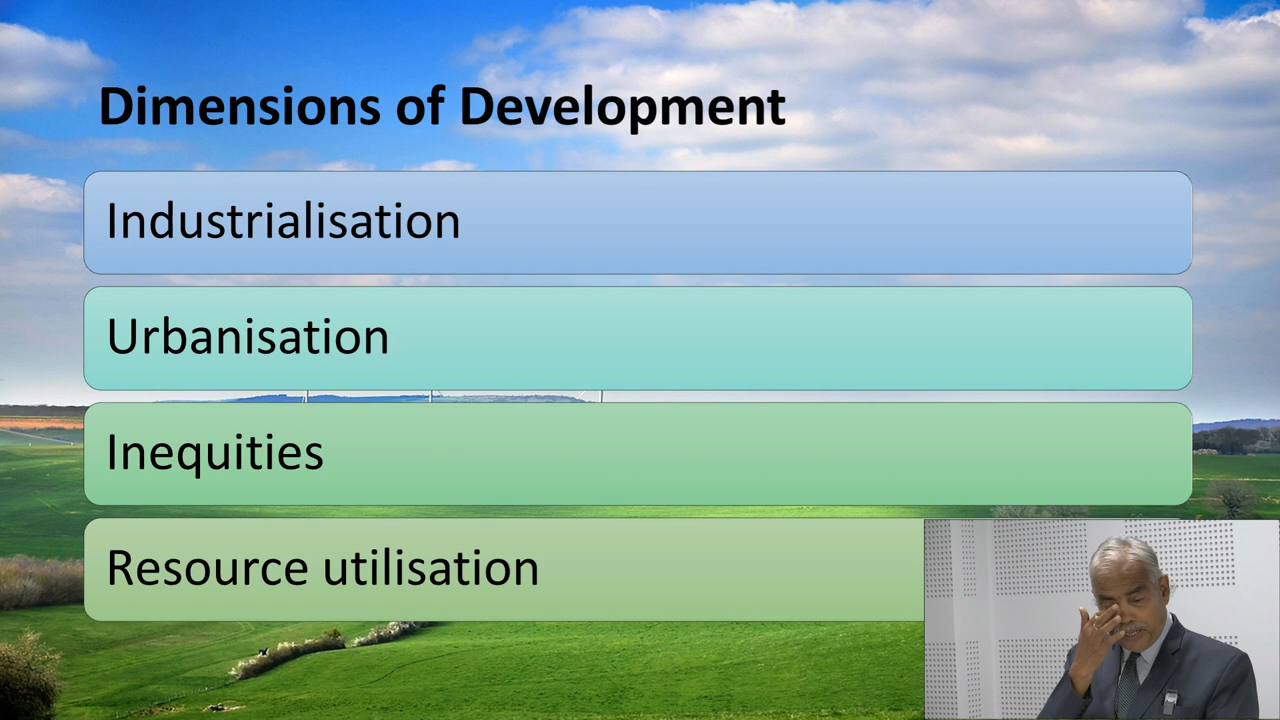 Dimensions of Development
Industrialisation
Urbanisation
Inequities
Resource utilisation